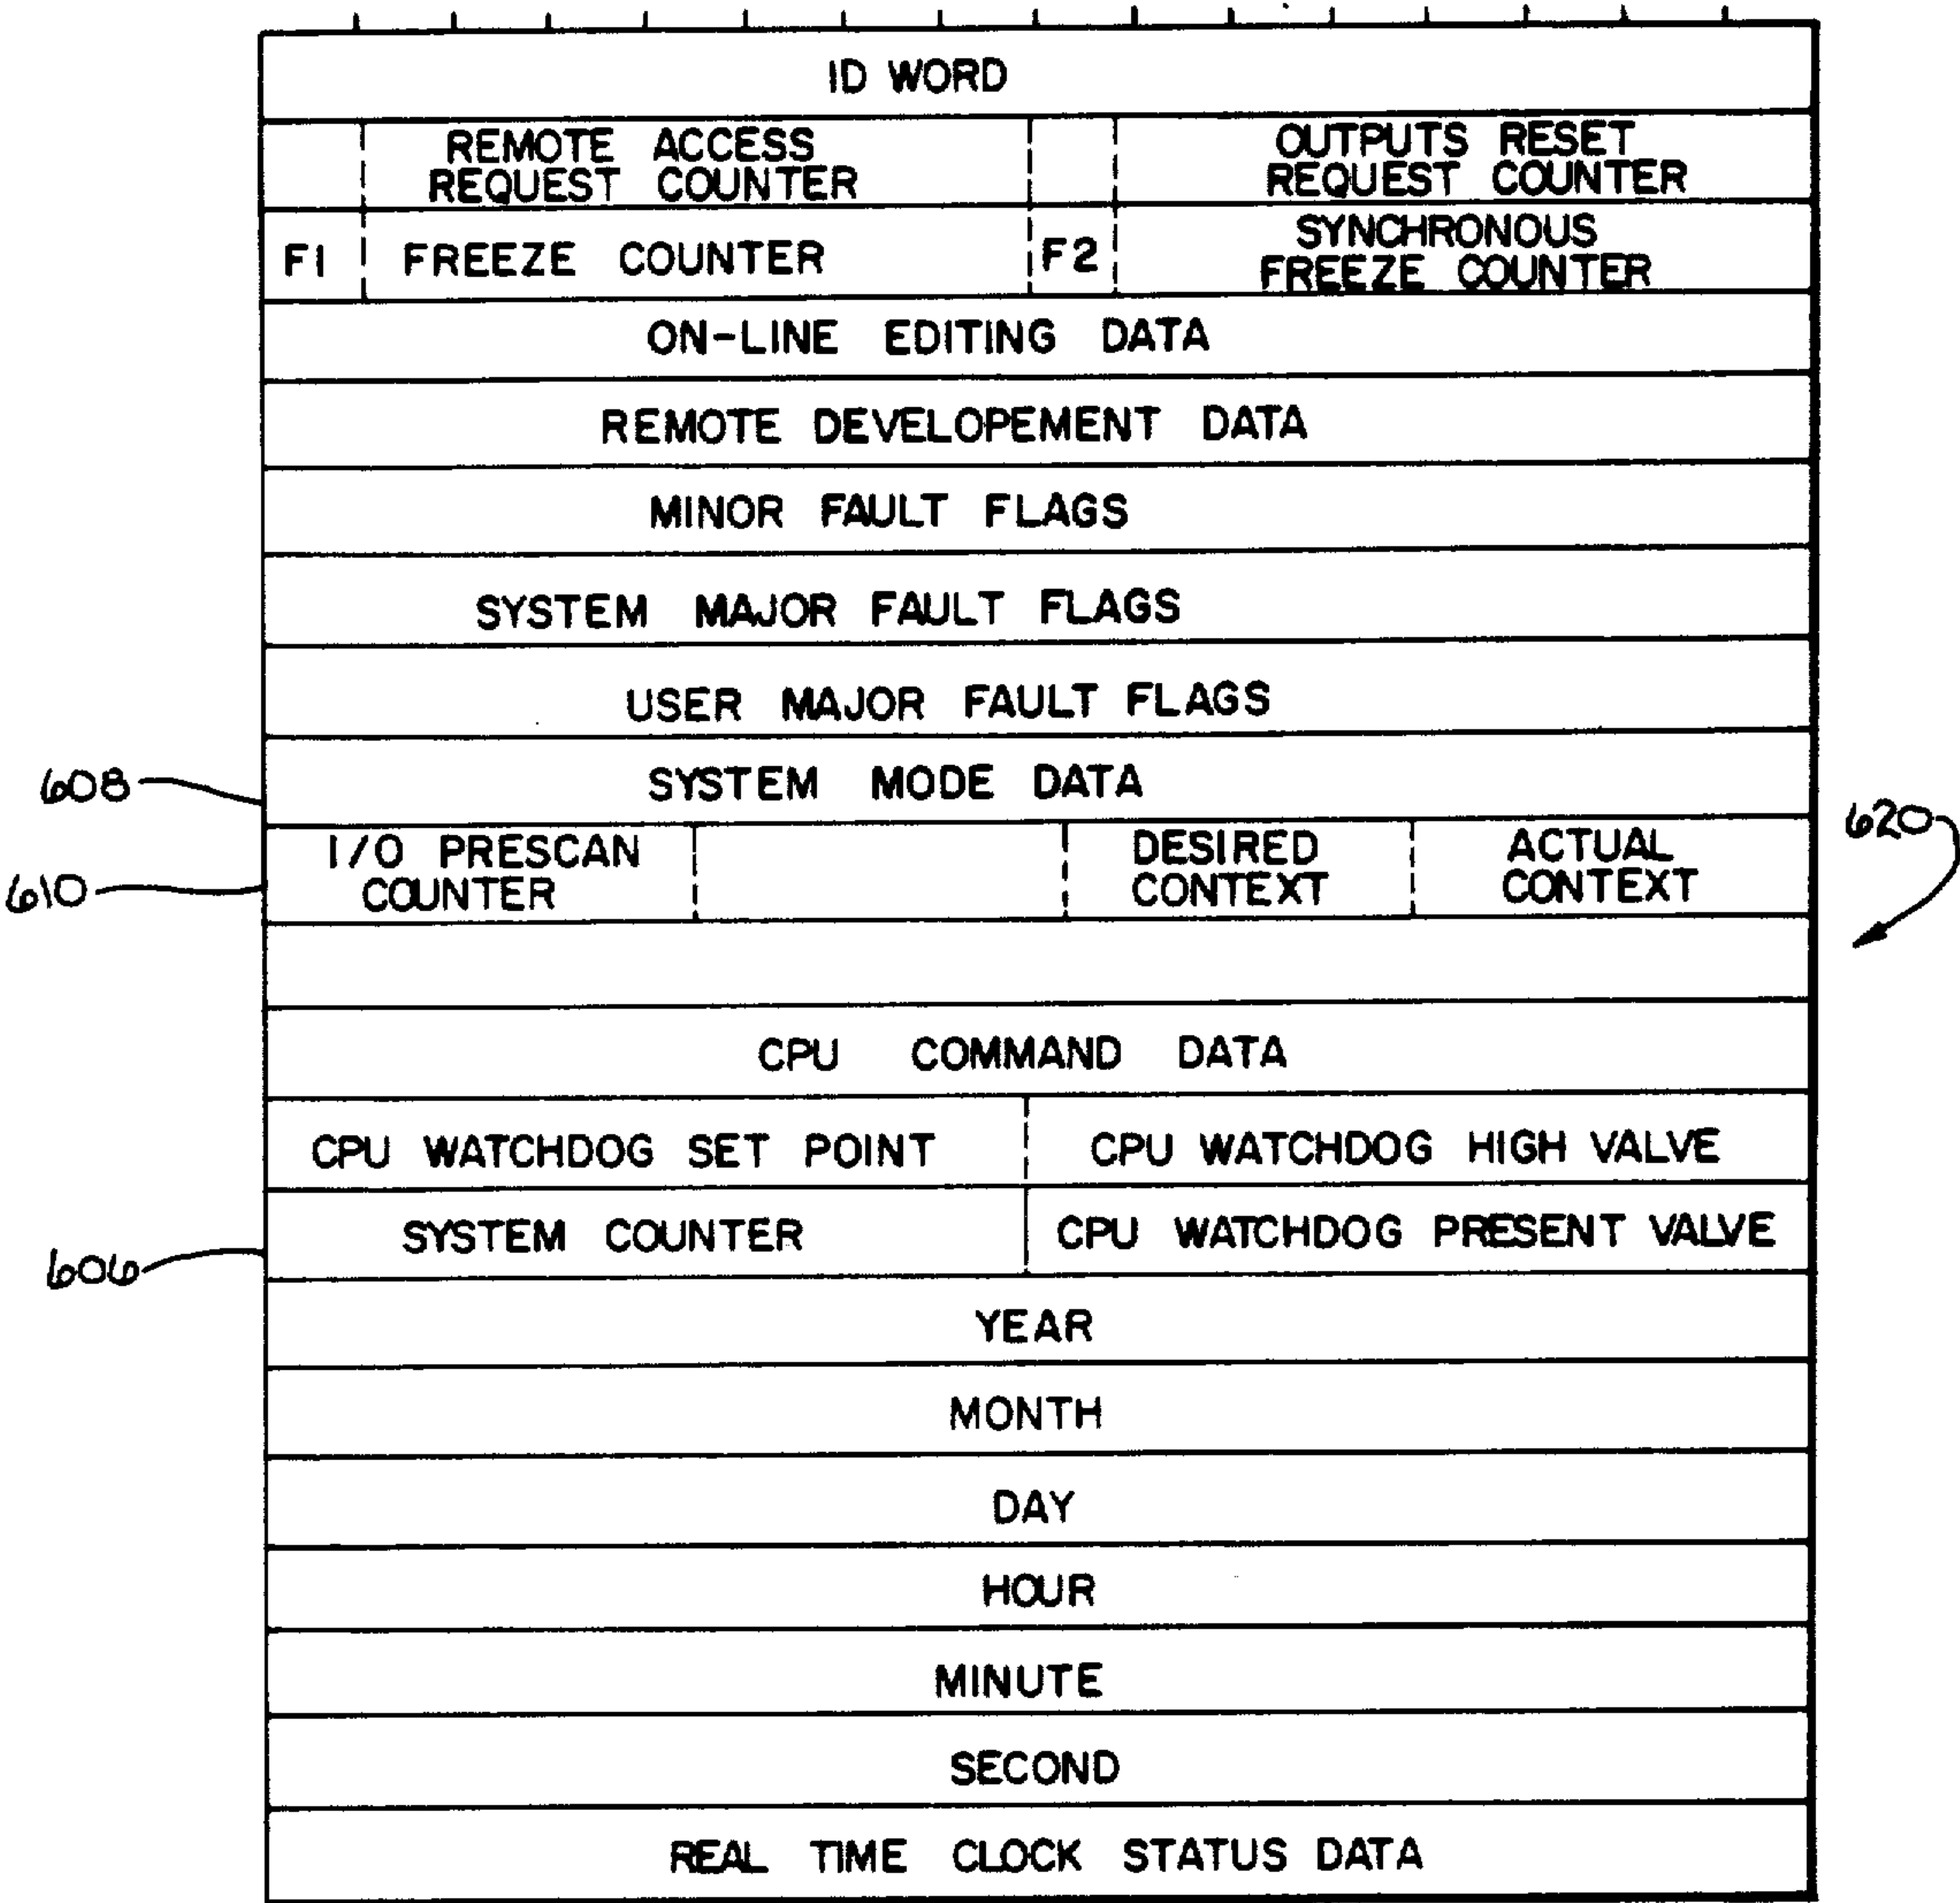 ID WORD
REMOTE ACCESS
REQUEST COUNTER
OUTPUTS RESET
REQUEST COUNTER
F1
FREEZE COUNTER
F2
SYNCHRONOUS
FREEZE COUNTER
ON-LINE EDITING DATA
REMOTE DEVELOPEMENT DATA
MINOR FAULT FLAGS
SYSTEM MAJOR FAULT FLAGS
USER MAJOR FAULT FLAGS
608
SYSTEM MODE DATA
620
610
I/O PRESCAN
COUNTER
DESIRED
CONTEXT
ACTUAL
CONTEXT
CPU COMMAND DATA
CPU WATCHDOG SET POINT
CPU WATCHDOG HIGH VALVE
606
SYSTEM COUNTER
CPU WATCHDOG PRESENT VALVE
YEAR
MONTH
DAY
HOUR
MINUTE
SECOND
REAL TIME CLOCK STATUS DATA